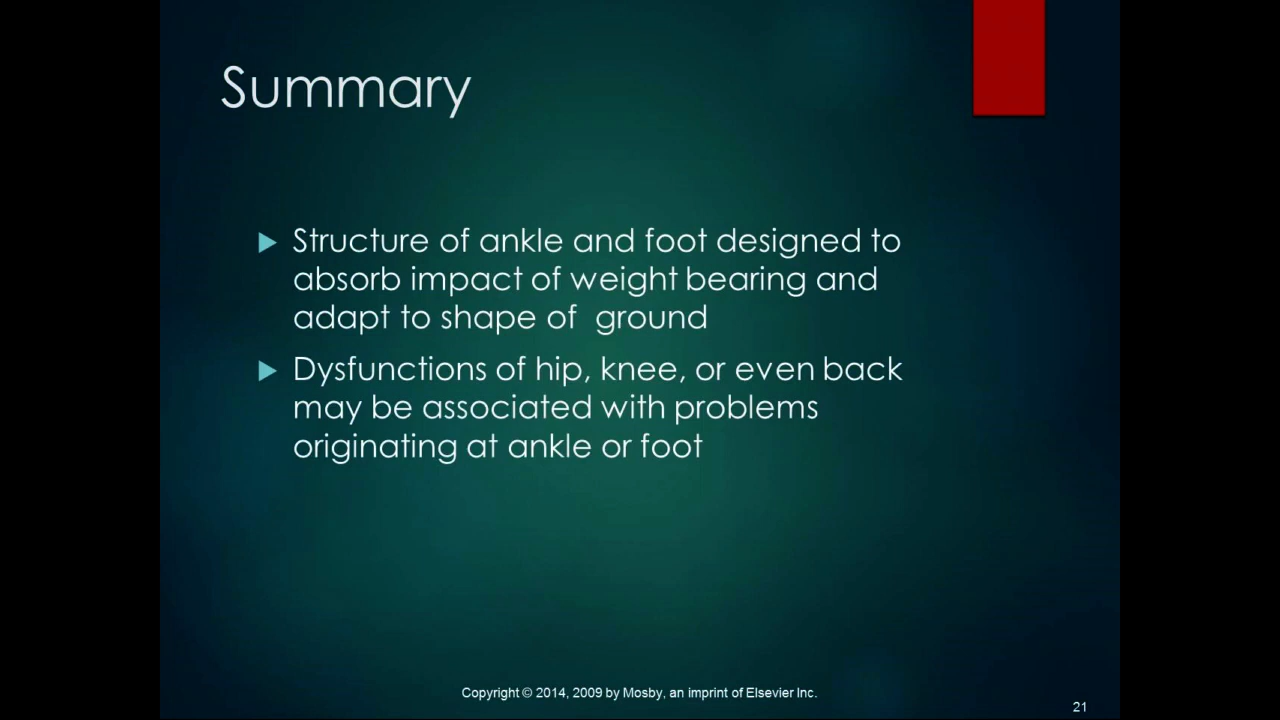 Summary
Structure of ankle and foot designed to
absorb impact of weight bearing and
adapt to shape of ground
Dysfunctions of hip, knee, or even back
may be associated with problems
originating at ankle or foot
Copyright © 2014, 2009 by Mosby, an imprint of Elsevier Inc.
21